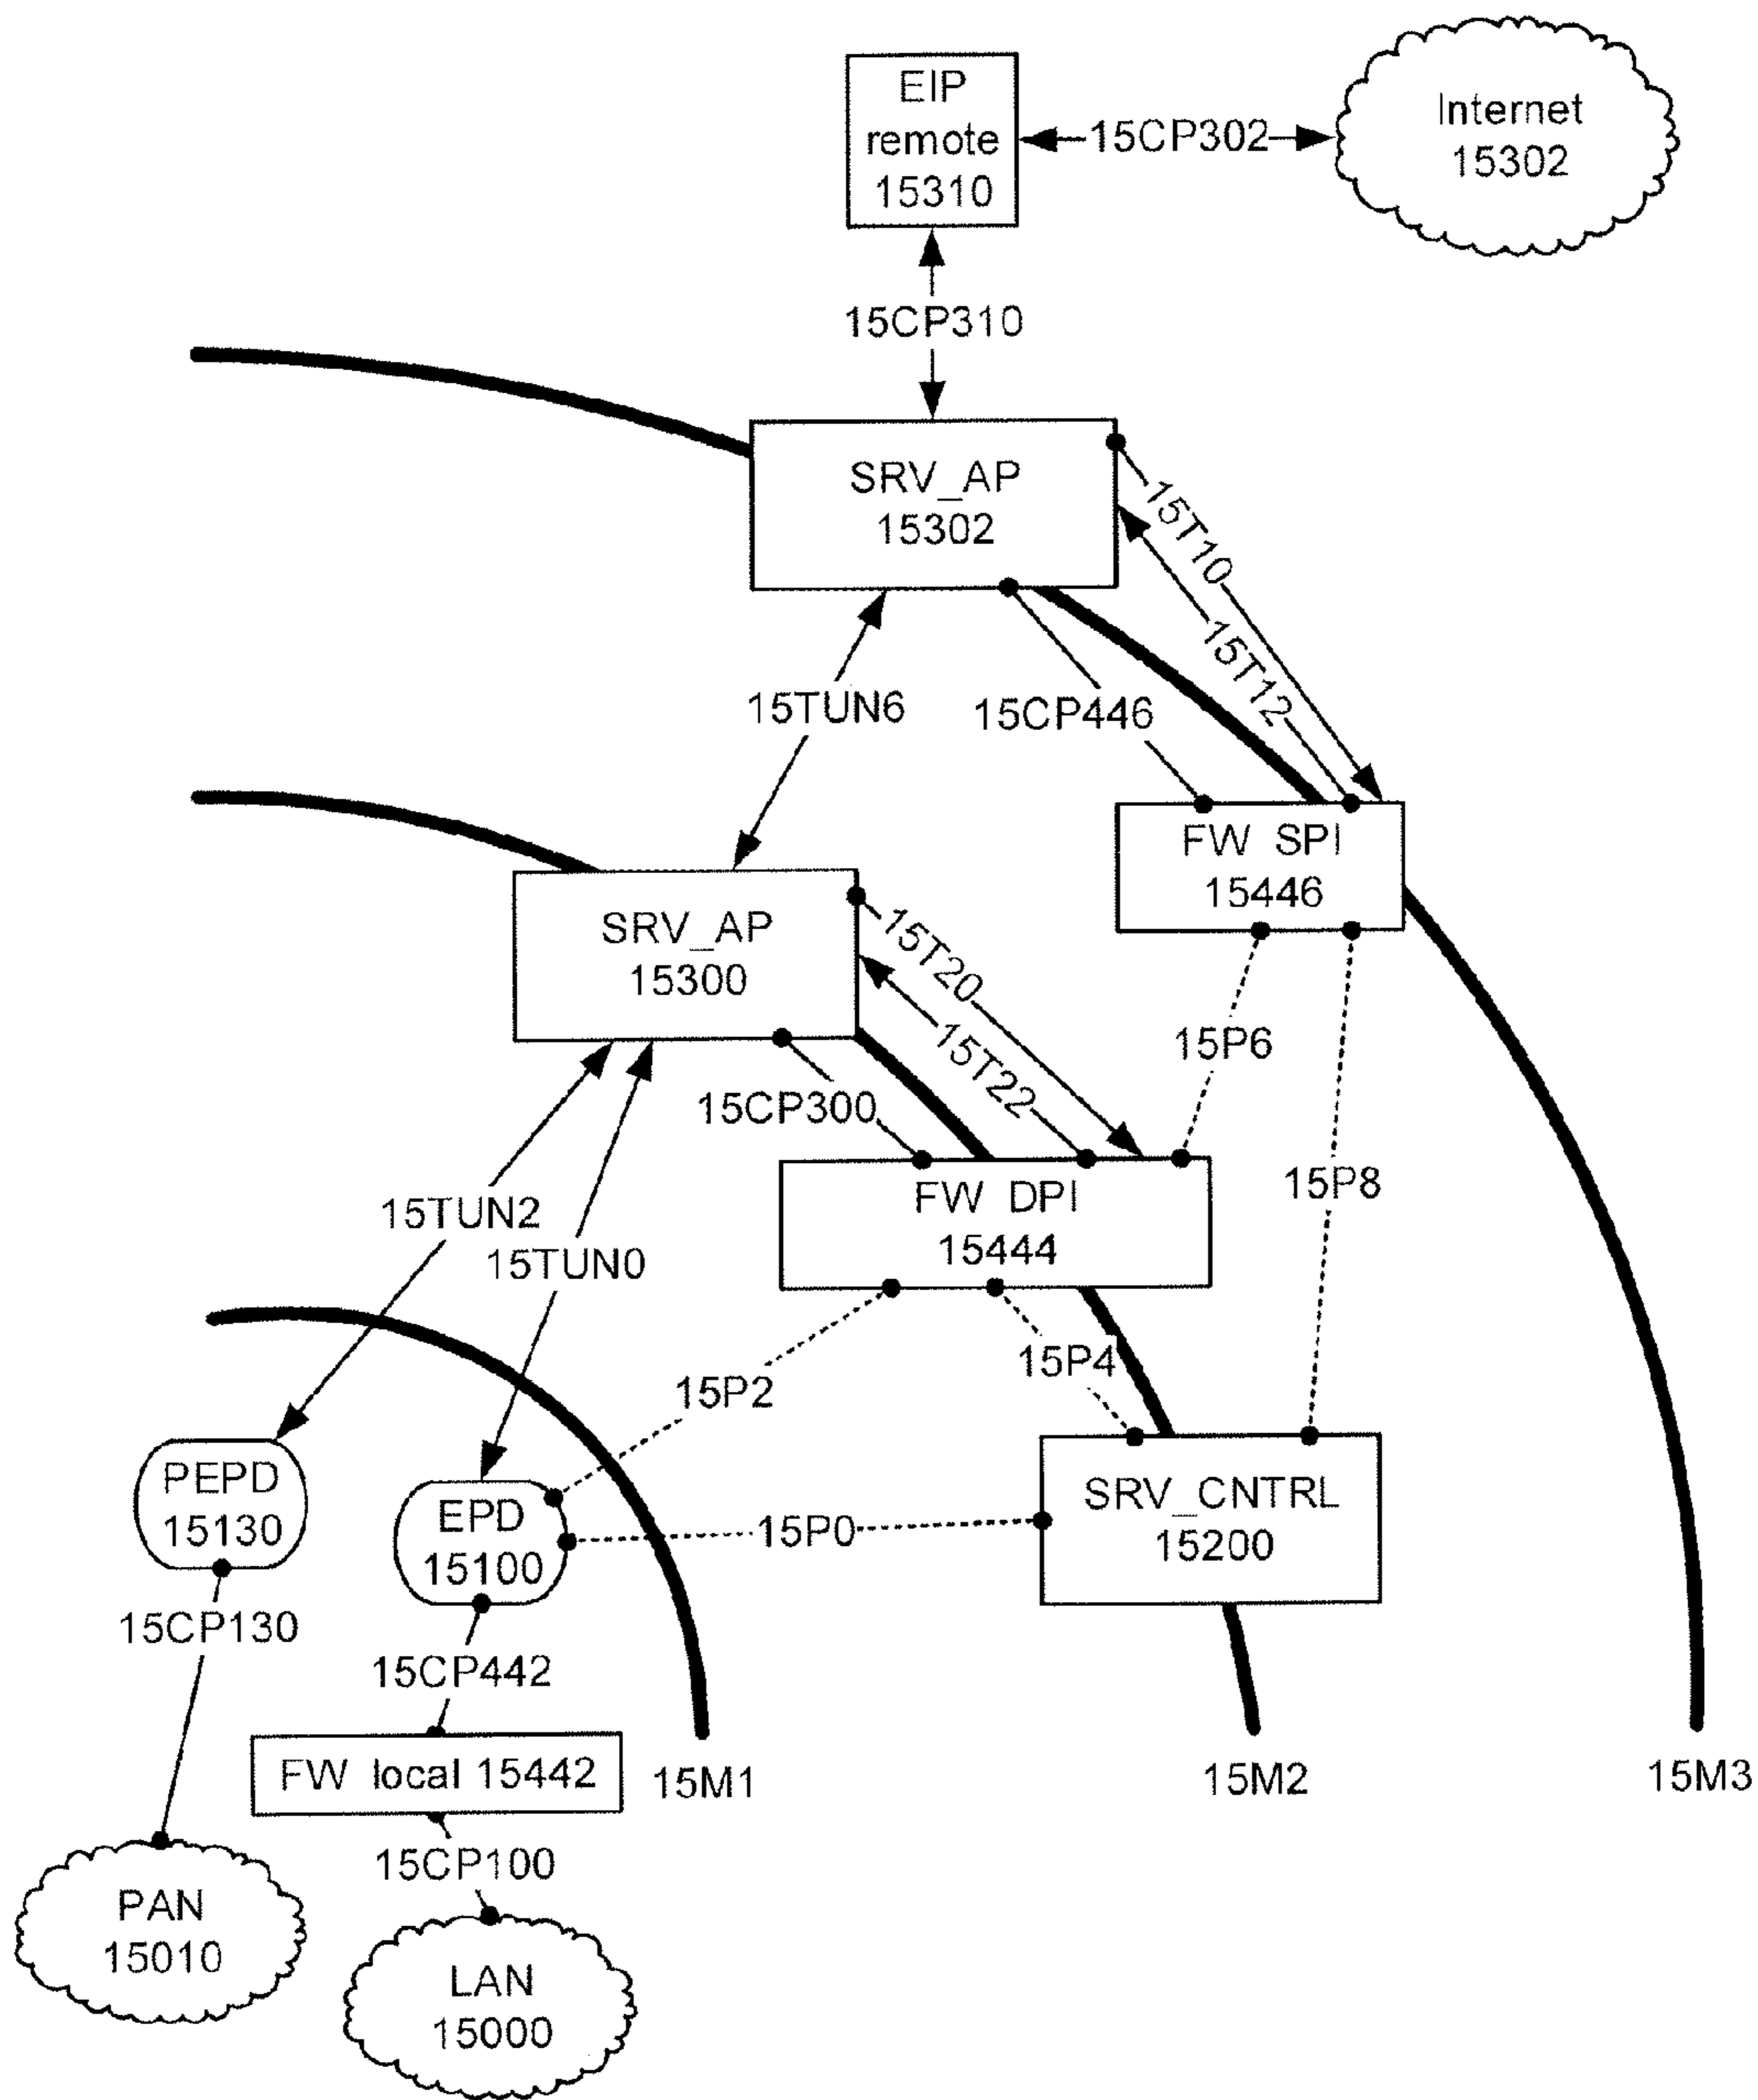 EIP
remote
15310
15CP302
Internet
15302
15CP310
SRV_AP
15302
15T10
15T12
15TUN6
15CP446
FW SPI
15446
SRV_AP
15300
15T20
15T22
15P6
15CP300
15P8
FW DPI
15444
15TUN2
15TUN0
15P4
15P2
PEPD
15130
EPD
15100
15P0
SRV_CNTRL
15200
15CP130
15CP442
FW local 15442
15M1
15M2
15M3
15CP100
PAN
15010
LAN
15000